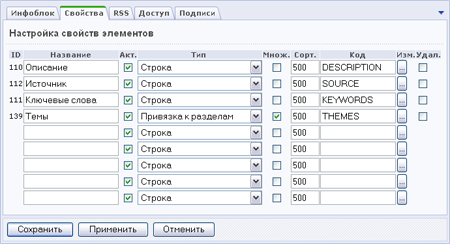 Инфоблок Свойства RSS Доступ Подписи
Настройка свойств элементов
ID Название Акт. Тип Множ. Сорт. Код Изм. Удал.
110 Описание Строка 500 DESCRIPTION ...
112 Источник Строка 500 SOURCE ...
111 Ключевые слова Строка 500 KEYWORDS ...
139 Темы Привязка к разделам 500 THEMES ...
Строка 500 ...
Строка 500 ...
Строка 500 ...
Строка 500 ...
Строка 500 ...
Сохранить Применить Отменить